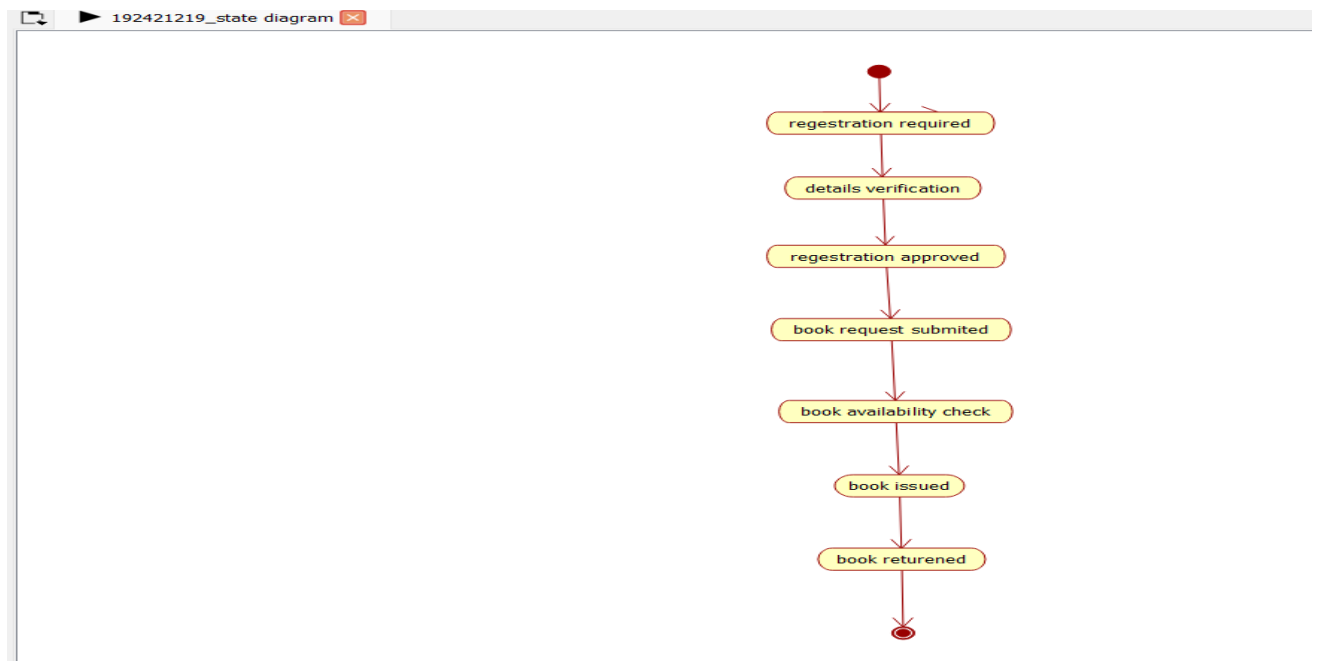 192421219_state diagram
regestration required
details verification
regestration approved
book request submited
book availability check
book issued
book returened